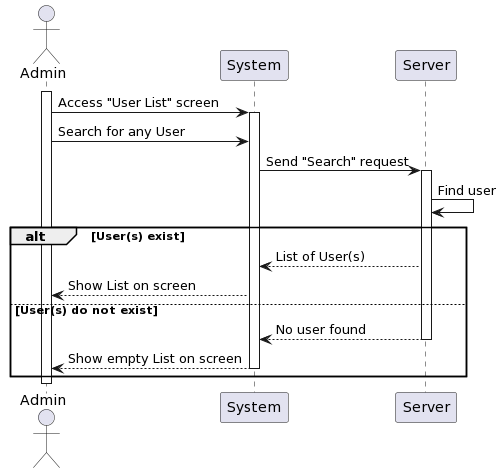 Admin
System
Server
Access "User List" screen
Search for any User
Send "Search" request
Find user
alt
[User(s) exist]
List of User(s)
Show List on screen
[User(s) do not exist]
No user found
Show empty List on screen
Admin
System
Server